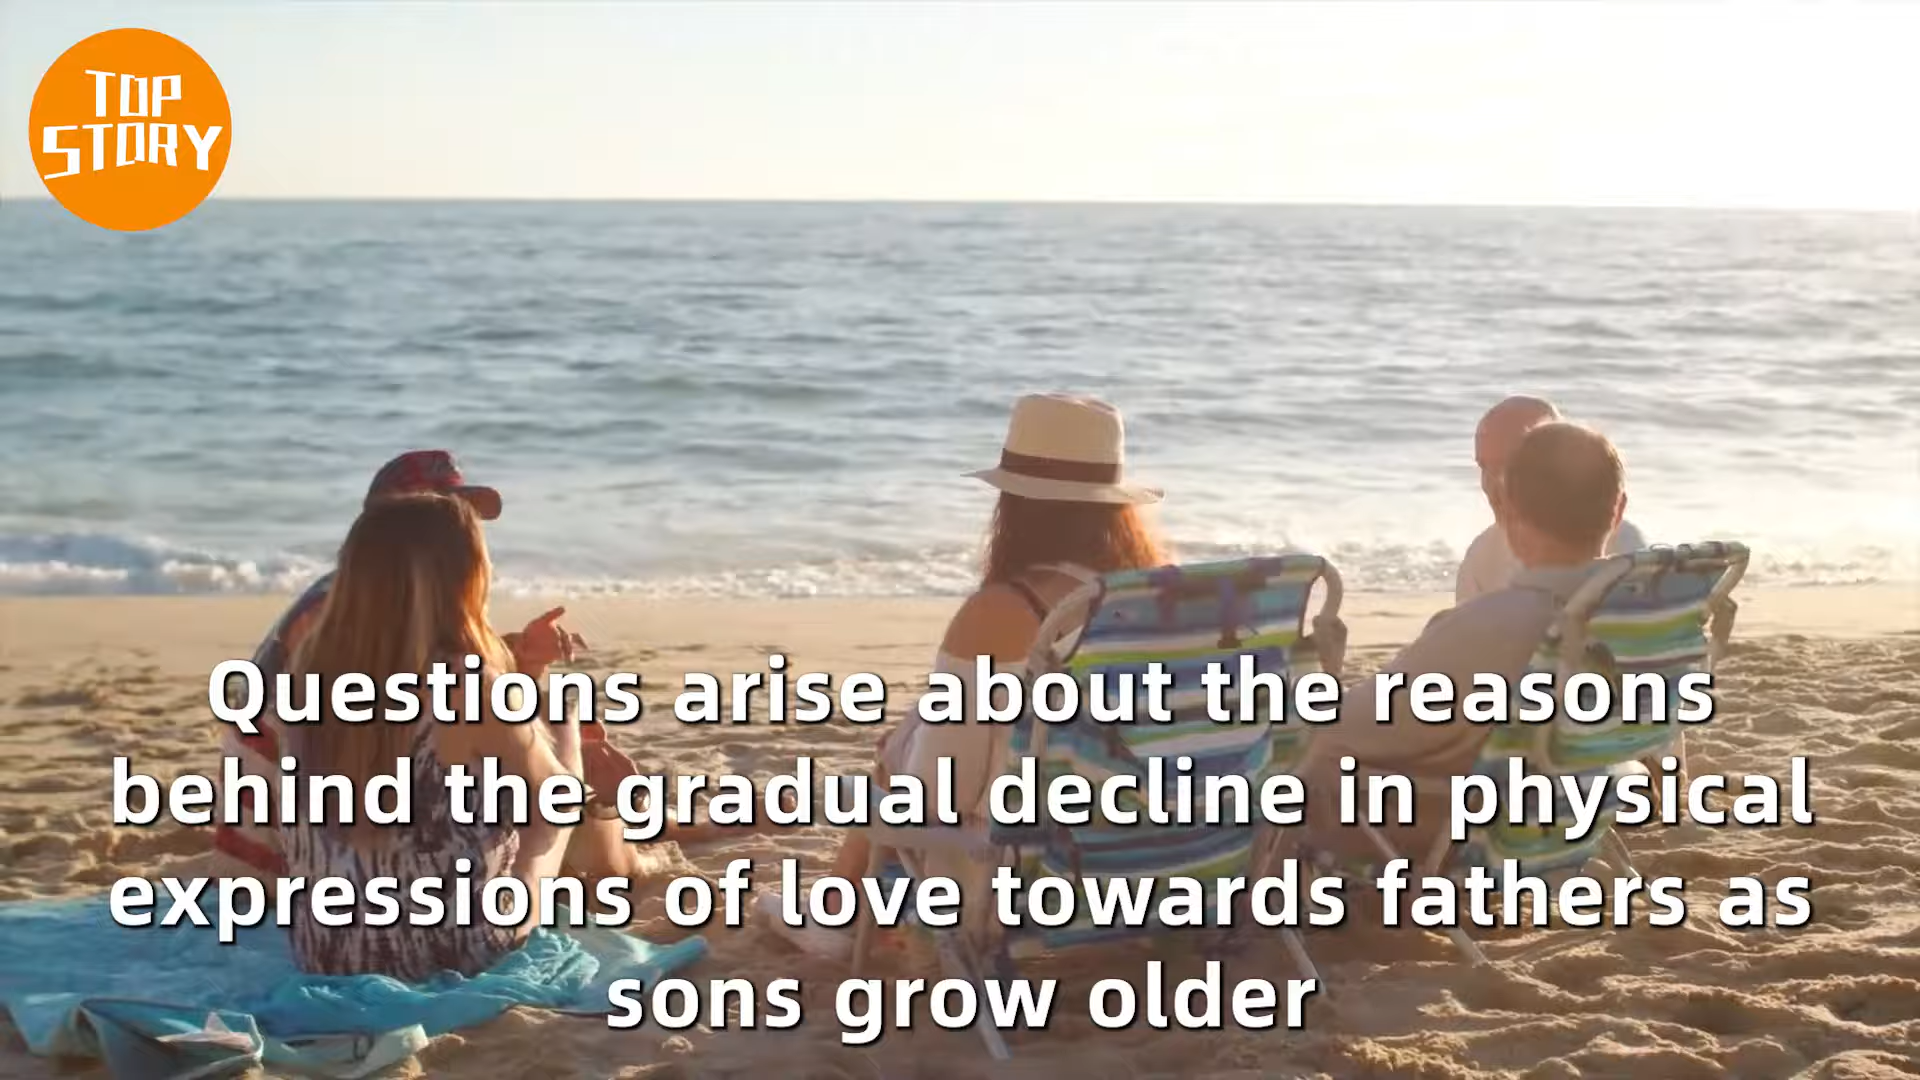 TOP
STORY
Questions arise about the reasons
behind the gradual decline in physical
expressions of love towards fathers as
sons grow older